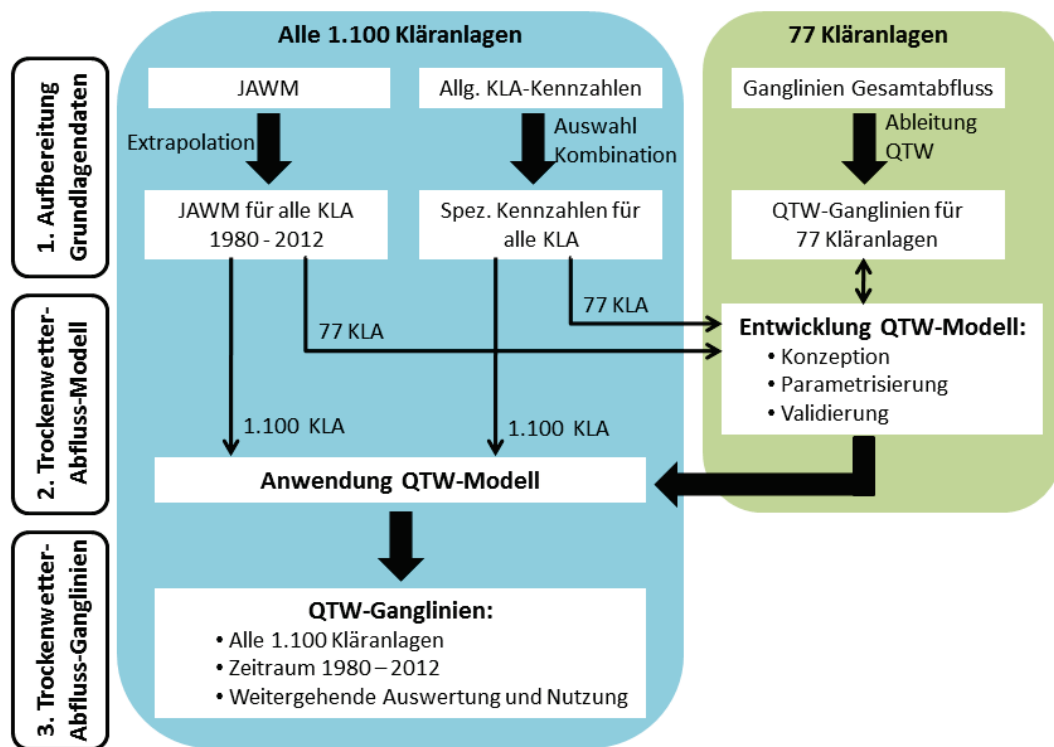 Alle 1.100 Kläranlagen
77 Kläranlagen
1. Aufbereitung
Grundlagendaten
JAWM
Allg. KLA-Kennzahlen
Ganglinien Gesamtabfluss
Extrapolation
Auswahl
Kombination
Ableitung
QTW
JAWM für alle KLA
1980 - 2012
Spez. Kennzahlen für
alle KLA
QTW-Ganglinien für
77 Kläranlagen
2. Trockenwetter-
Abfluss-Modell
77 KLA
77 KLA
Entwicklung QTW-Modell:
• Konzeption
• Parametrisierung
• Validierung
1.100 KLA
1.100 KLA
Anwendung QTW-Modell
3. Trockenwetter-
Abfluss-Ganglinien
QTW-Ganglinien:
• Alle 1.100 Kläranlagen
• Zeitraum 1980 – 2012
• Weitergehende Auswertung und Nutzung